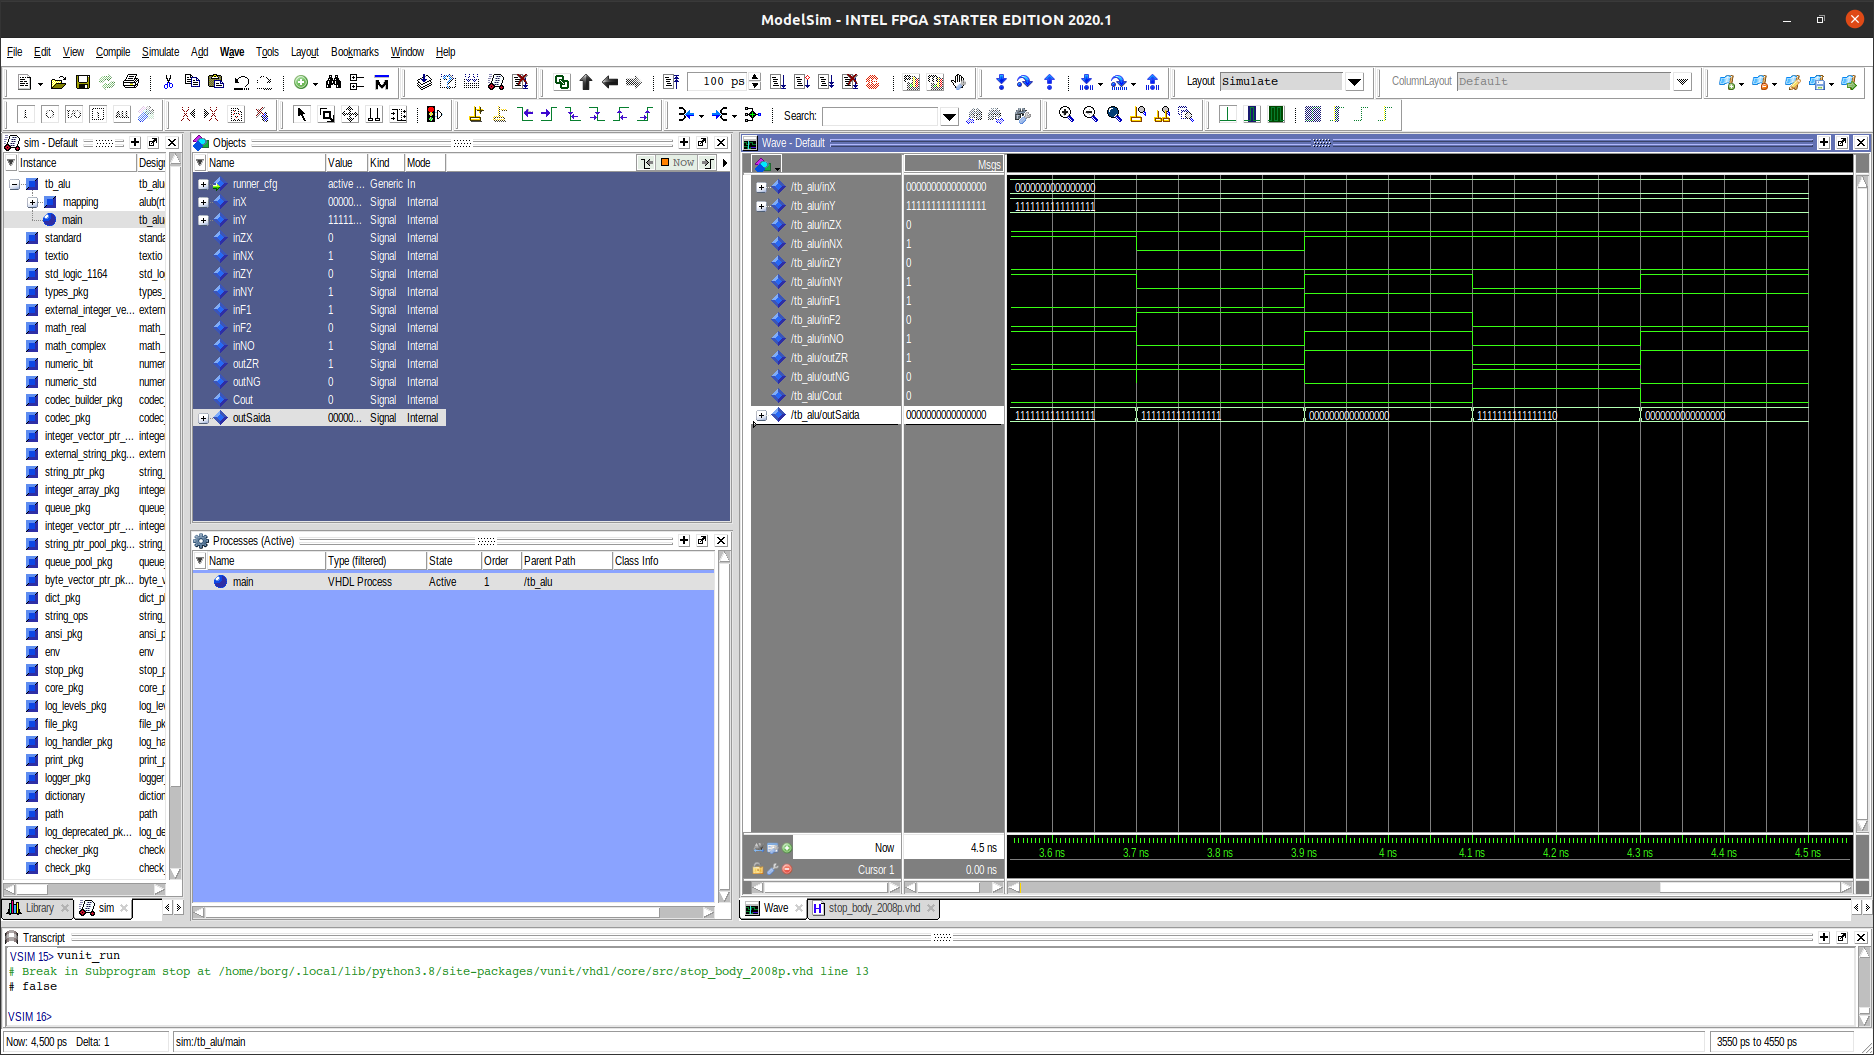 ModelSim - INTEL FPGA STARTER EDITION 2020.1
File Edit View Compile Simulate Add Wave Tools Layout Bookmarks Window Help
100 ps
Layout Simulate
ColumnLayout Default
Search:
sim - Default
Instance Design
tb_alu tb_alu
mapping alub(rt
main tb_alu
standard standa
textio textio
std_logic_1164 std_lo
types_pkg types_
external_integer_ve... extern
math_real math_
math_complex math_
numeric_bit numer
numeric_std numer
codec_builder_pkg codec_
codec_pkg codec_
integer_vector_ptr_... intege
external_string_pkg... extern
string_ptr_pkg string_
integer_array_pkg intege
queue_pkg queue_
integer_vector_ptr_... intege
string_ptr_pool_pkg... string_
queue_pool_pkg queue_
byte_vector_ptr_pk... byte_v
dict_pkg dict_p
string_ops string_
ansi_pkg ansi_p
env env
stop_pkg stop_p
core_pkg core_p
log_levels_pkg log_lev
file_pkg file_pk
log_handler_pkg log_ha
print_pkg print_p
logger_pkg logger_
dictionary diction
path path
log_deprecated_pk... log_de
checker_pkg checke
check_pkg check_
Library sim
Objects
Name Value Kind Mode
Now
runner_cfg active ... Generic In
inX 00000... Signal Internal
inY 11111... Signal Internal
inZX 0 Signal Internal
inNX 1 Signal Internal
inZY 0 Signal Internal
inNY 1 Signal Internal
inF1 1 Signal Internal
inF2 0 Signal Internal
inNO 1 Signal Internal
outZR 1 Signal Internal
outNG 0 Signal Internal
Cout 0 Signal Internal
outSaida 00000... Signal Internal
Processes (Active)
Name Type (filtered) State Order Parent Path Class Info
main VHDL Process Active 1 /tb_alu
Wave - Default
Msgs
/tb_alu/inX 0000000000000000 0000000000000000
/tb_alu/inY 1111111111111111 1111111111111111
/tb_alu/inZX 0
/tb_alu/inNX 1
/tb_alu/inZY 0
/tb_alu/inNY 1
/tb_alu/inF1 1
/tb_alu/inF2 0
/tb_alu/inNO 1
/tb_alu/outZR 1
/tb_alu/outNG 0
/tb_alu/Cout 0
/tb_alu/outSaida 0000000000000000 1111111111111111 1111111111111111 0000000000000000 1111111111111110 0000000000000000
Now 4.5 ns
3.6 ns 3.7 ns 3.8 ns 3.9 ns 4 ns 4.1 ns 4.2 ns 4.3 ns 4.4 ns 4.5 ns
Cursor 1 0.00 ns
Wave stop_body_2008p.vhd
Transcript
VSIM 15> vunit_run
# Break in Subprogram stop at /home/borg/.local/lib/python3.8/site-packages/vunit/vhdl/core/src/stop_body_2008p.vhd line 13
# false
VSIM 16>
Now: 4,500 ps Delta: 1 sim:/tb_alu/main 3550 ps to 4550 ps